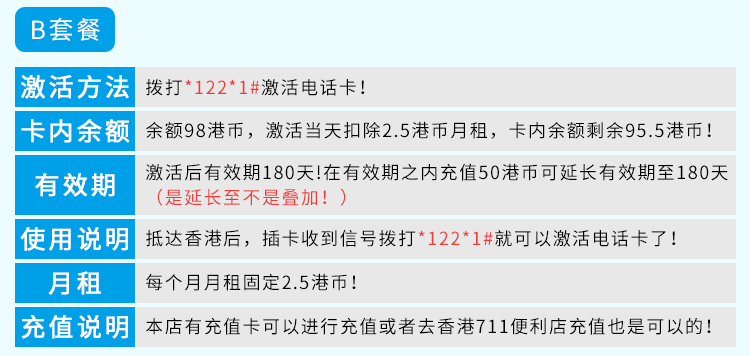 B套餐
激活方法 拨打*122*1#激活电话卡！
卡内余额 余额98港币，激活当天扣除2.5港币月租，卡内余额剩余95.5港币！
有效期 激活后有效期180天!在有效期之内充值50港币可延长有效期至180天
（是延长至不是叠加！）
使用说明 抵达香港后，插卡收到信号拨打*122*1#就可以激活电话卡了！
月租 每个月月租固定2.5港币！
充值说明 本店有充值卡可以进行充值或者去香港711便利店充值也是可以的！